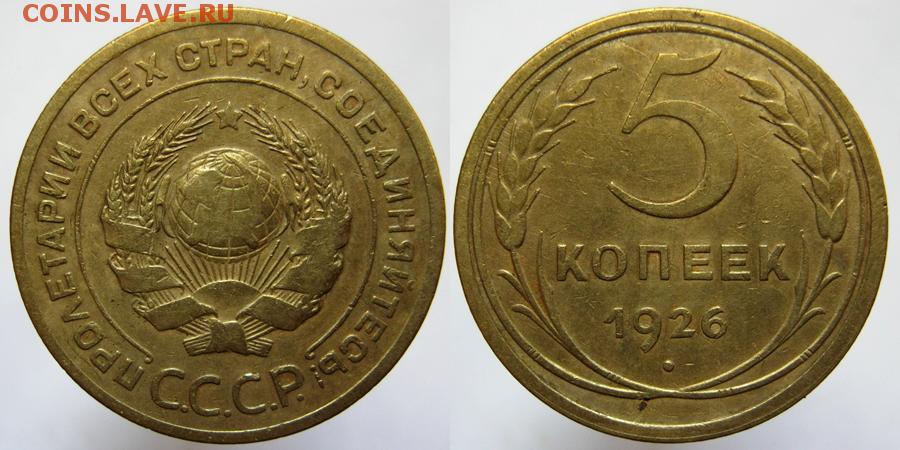 COINS.LAVE.RU
ПРОЛЕТАРИИ ВСЕХ СТРАН, СОЕДИНЯЙТЕСЬ!
С.С.С.Р.
5
КОПЕЕК
1926